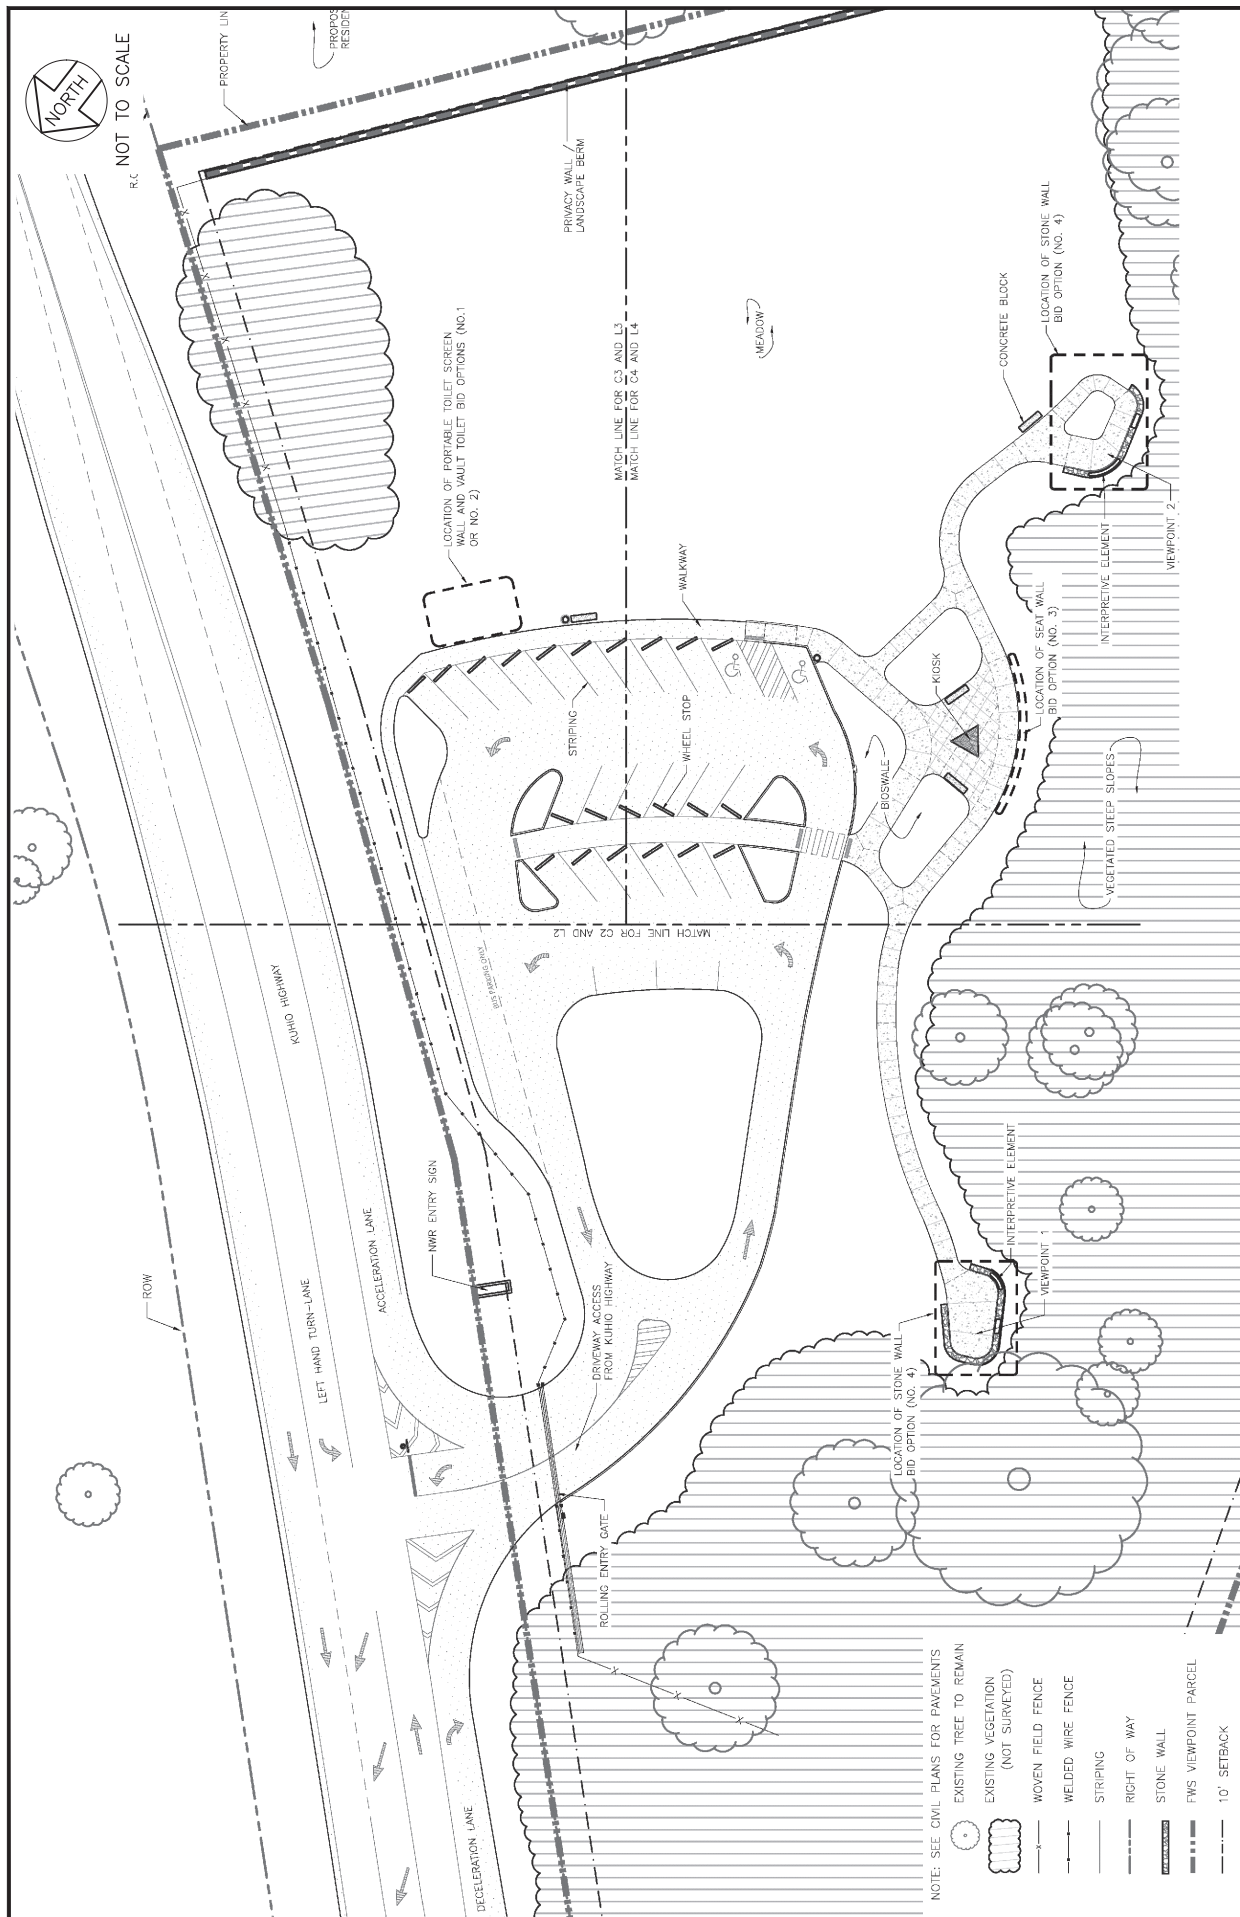 NORTH
NOT TO SCALE
R.C
PROPERTY LIN
PROPOS
RESIDEN
PRIVACY WALL /
LANDSCAPE BERM
LOCATION OF PORTABLE TOILET SCREEN
WALL AND VAULT TOILET BID OPTIONS (NO.1
OR NO. 2)
MATCH LINE FOR C3 AND L3
MATCH LINE FOR C4 AND L4
MEADOW
CONCRETE BLOCK
LOCATION OF STONE WALL
BID OPTION (NO. 4)
WALKWAY
INTERPRETIVE ELEMENT
VIEWPOINT 2
LOCATION OF SEAT WALL
BID OPTION (NO. 3)
KIOSK
STRIPING
WHEEL STOP
BIOSWALE
VEGETATED STEEP SLOPES
MATCH LINE FOR C2 AND L2
BUS PARKING ONLY
KUHIO HIGHWAY
NWR ENTRY SIGN
ACCELERATION LANE
LEFT HAND TURN-LANE
ROW
DRIVEWAY ACCESS
FROM KUHIO HIGHWAY
INTERPRETIVE ELEMENT
VIEWPOINT 1
LOCATION OF STONE WALL
BID OPTION (NO. 4)
ROLLING ENTRY GATE
DECELERATION LANE
NOTE: SEE CIVIL PLANS FOR PAVEMENTS
EXISTING TREE TO REMAIN
EXISTING VEGETATION
(NOT SURVEYED)
WOVEN FIELD FENCE
WELDED WIRE FENCE
STRIPING
RIGHT OF WAY
STONE WALL
FWS VIEWPOINT PARCEL
10' SETBACK